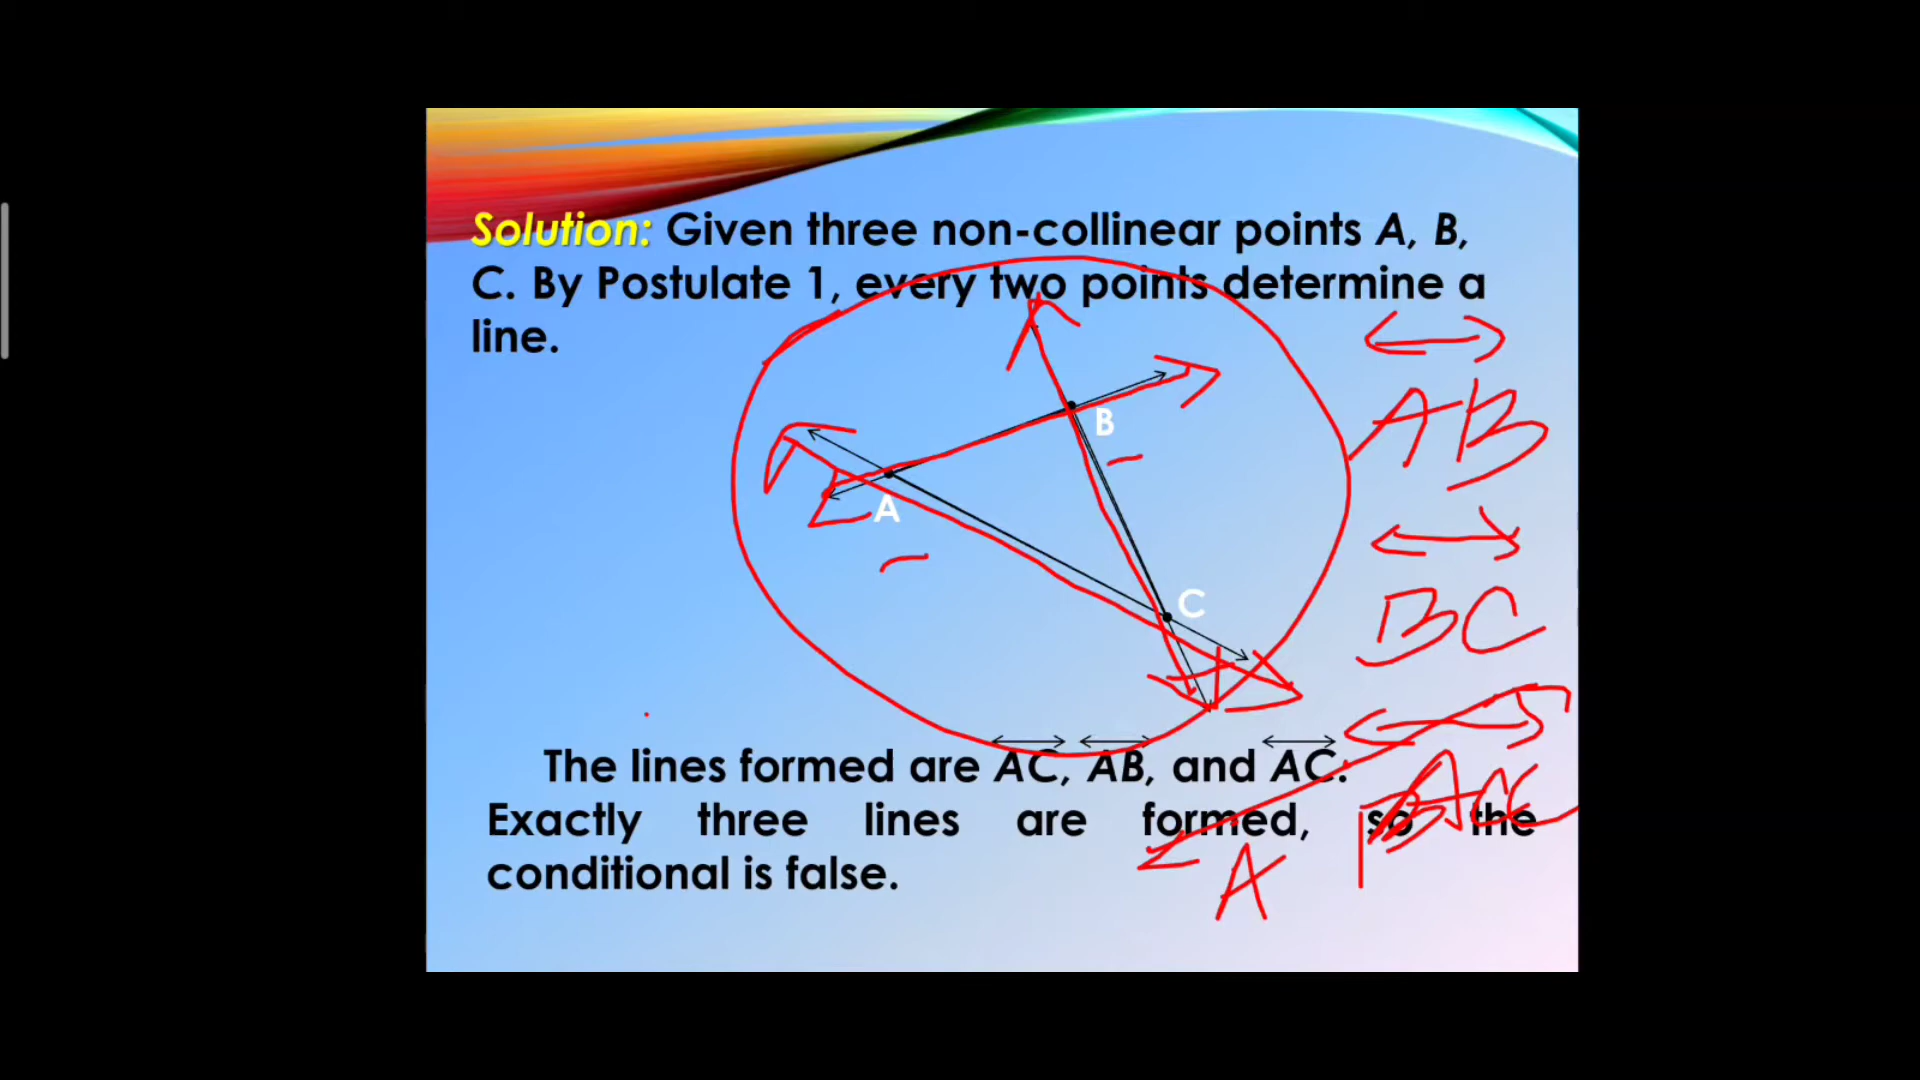 Solution: Given three non-collinear points A, B,
C. By Postulate 1, every two points determine a
line.
AB
B
A
BC
C
The lines formed are AC, AB, and AC.
Exactly three lines are formed, so the
conditional is false.
A